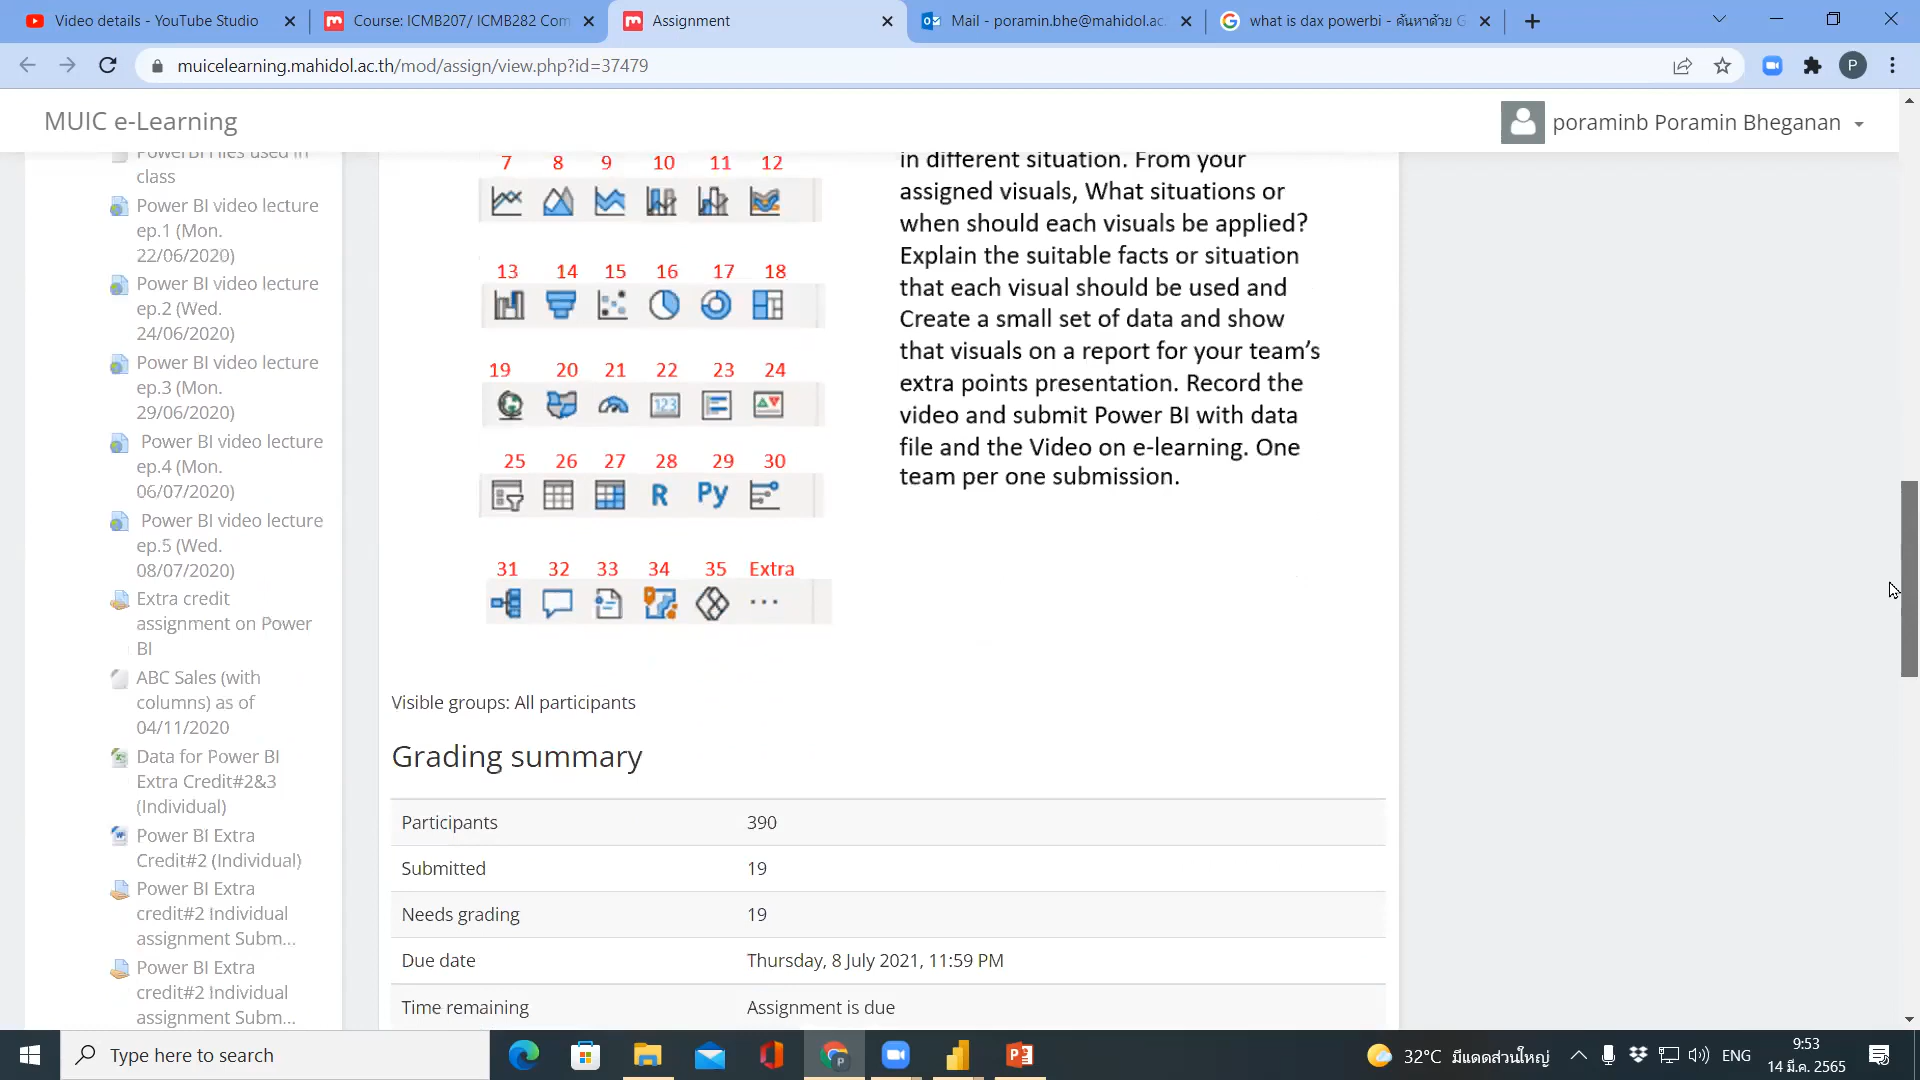 Video details - YouTube Studio
Course: ICMB207/ ICMB282 Com
Assignment
Mail - poramin.bhe@mahidol.ac.
what is dax powerbi - ค้นหาด้วย G
muicelearning.mahidol.ac.th/mod/assign/view.php?id=37479
P
MUIC e-Learning
poraminb Poramin Bheganan
PowerBI files used in
class
Power BI video lecture
ep.1 (Mon.
22/06/2020)
Power BI video lecture
ep.2 (Wed.
24/06/2020)
Power BI video lecture
ep.3 (Mon.
29/06/2020)
Power BI video lecture
ep.4 (Mon.
06/07/2020)
Power BI video lecture
ep.5 (Wed.
08/07/2020)
Extra credit
assignment on Power
BI
ABC Sales (with
columns) as of
04/11/2020
Data for Power BI
Extra Credit#2&3
(Individual)
Power BI Extra
Credit#2 (Individual)
Power BI Extra
credit#2 Individual
assignment Subm...
Power BI Extra
credit#2 Individual
assignment Subm...
7 8 9 10 11 12
13 14 15 16 17 18
19 20 21 22 23 24
123
25 26 27 28 29 30
R Py
31 32 33 34 35 Extra
...
in different situation. From your
assigned visuals, What situations or
when should each visuals be applied?
Explain the suitable facts or situation
that each visual should be used and
Create a small set of data and show
that visuals on a report for your team's
extra points presentation. Record the
video and submit Power BI with data
file and the Video on e-learning. One
team per one submission.
Visible groups: All participants
Grading summary
Participants 390
Submitted 19
Needs grading 19
Due date Thursday, 8 July 2021, 11:59 PM
Time remaining Assignment is due
Type here to search
32°C มีแดดส่วนใหญ่
ENG
9:53
14 มี.ค. 2565